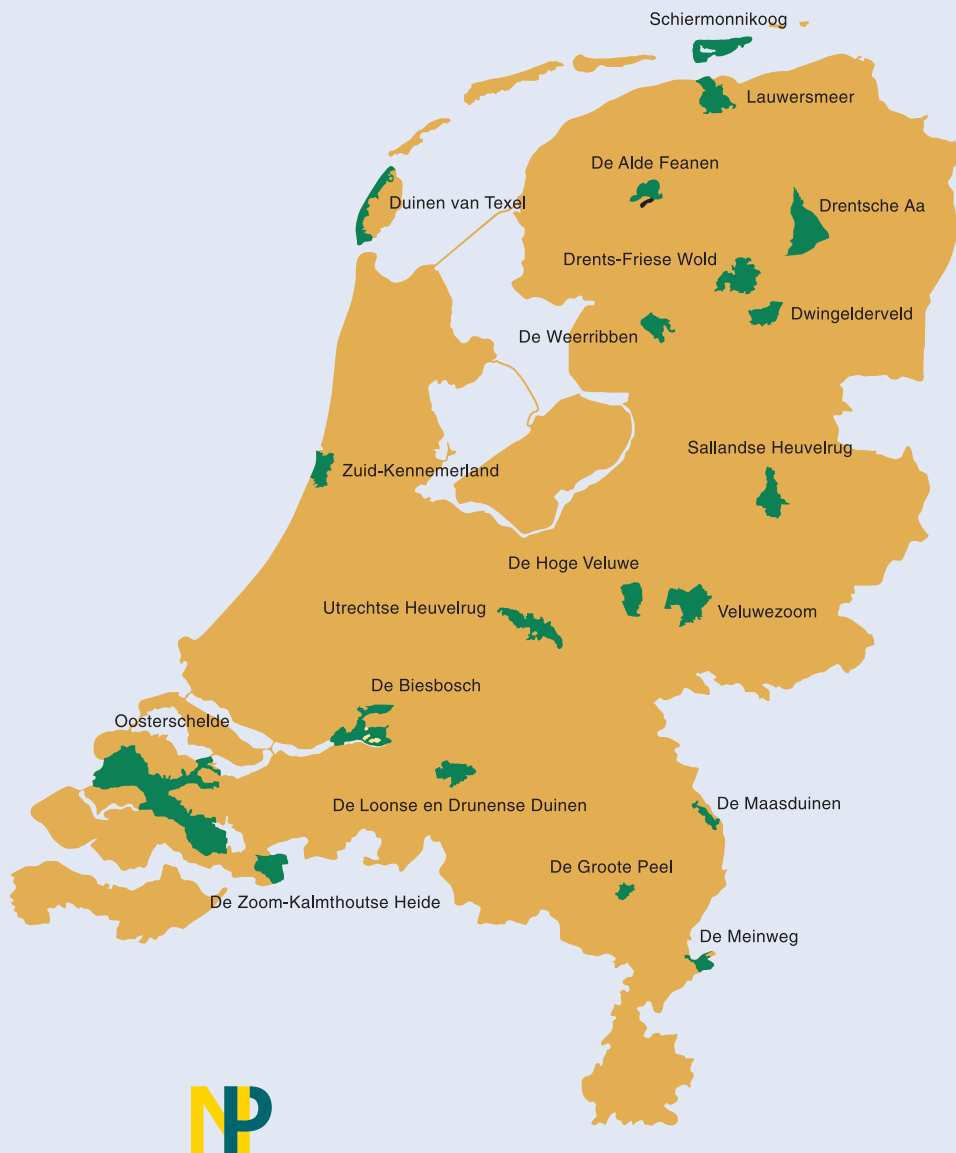 Schiermonnikoog
Lauwersmeer
De Alde Feanen
Duinen van Texel
Drentsche Aa
Drents-Friese Wold
Dwingelderveld
De Weerribben
Sallandse Heuvelrug
Zuid-Kennemerland
De Hoge Veluwe
Utrechtse Heuvelrug
Veluwezoom
De Biesbosch
Oosterschelde
De Loonse en Drunense Duinen
De Maasduinen
De Groote Peel
De Zoom-Kalmthoutse Heide
De Meinweg
NP